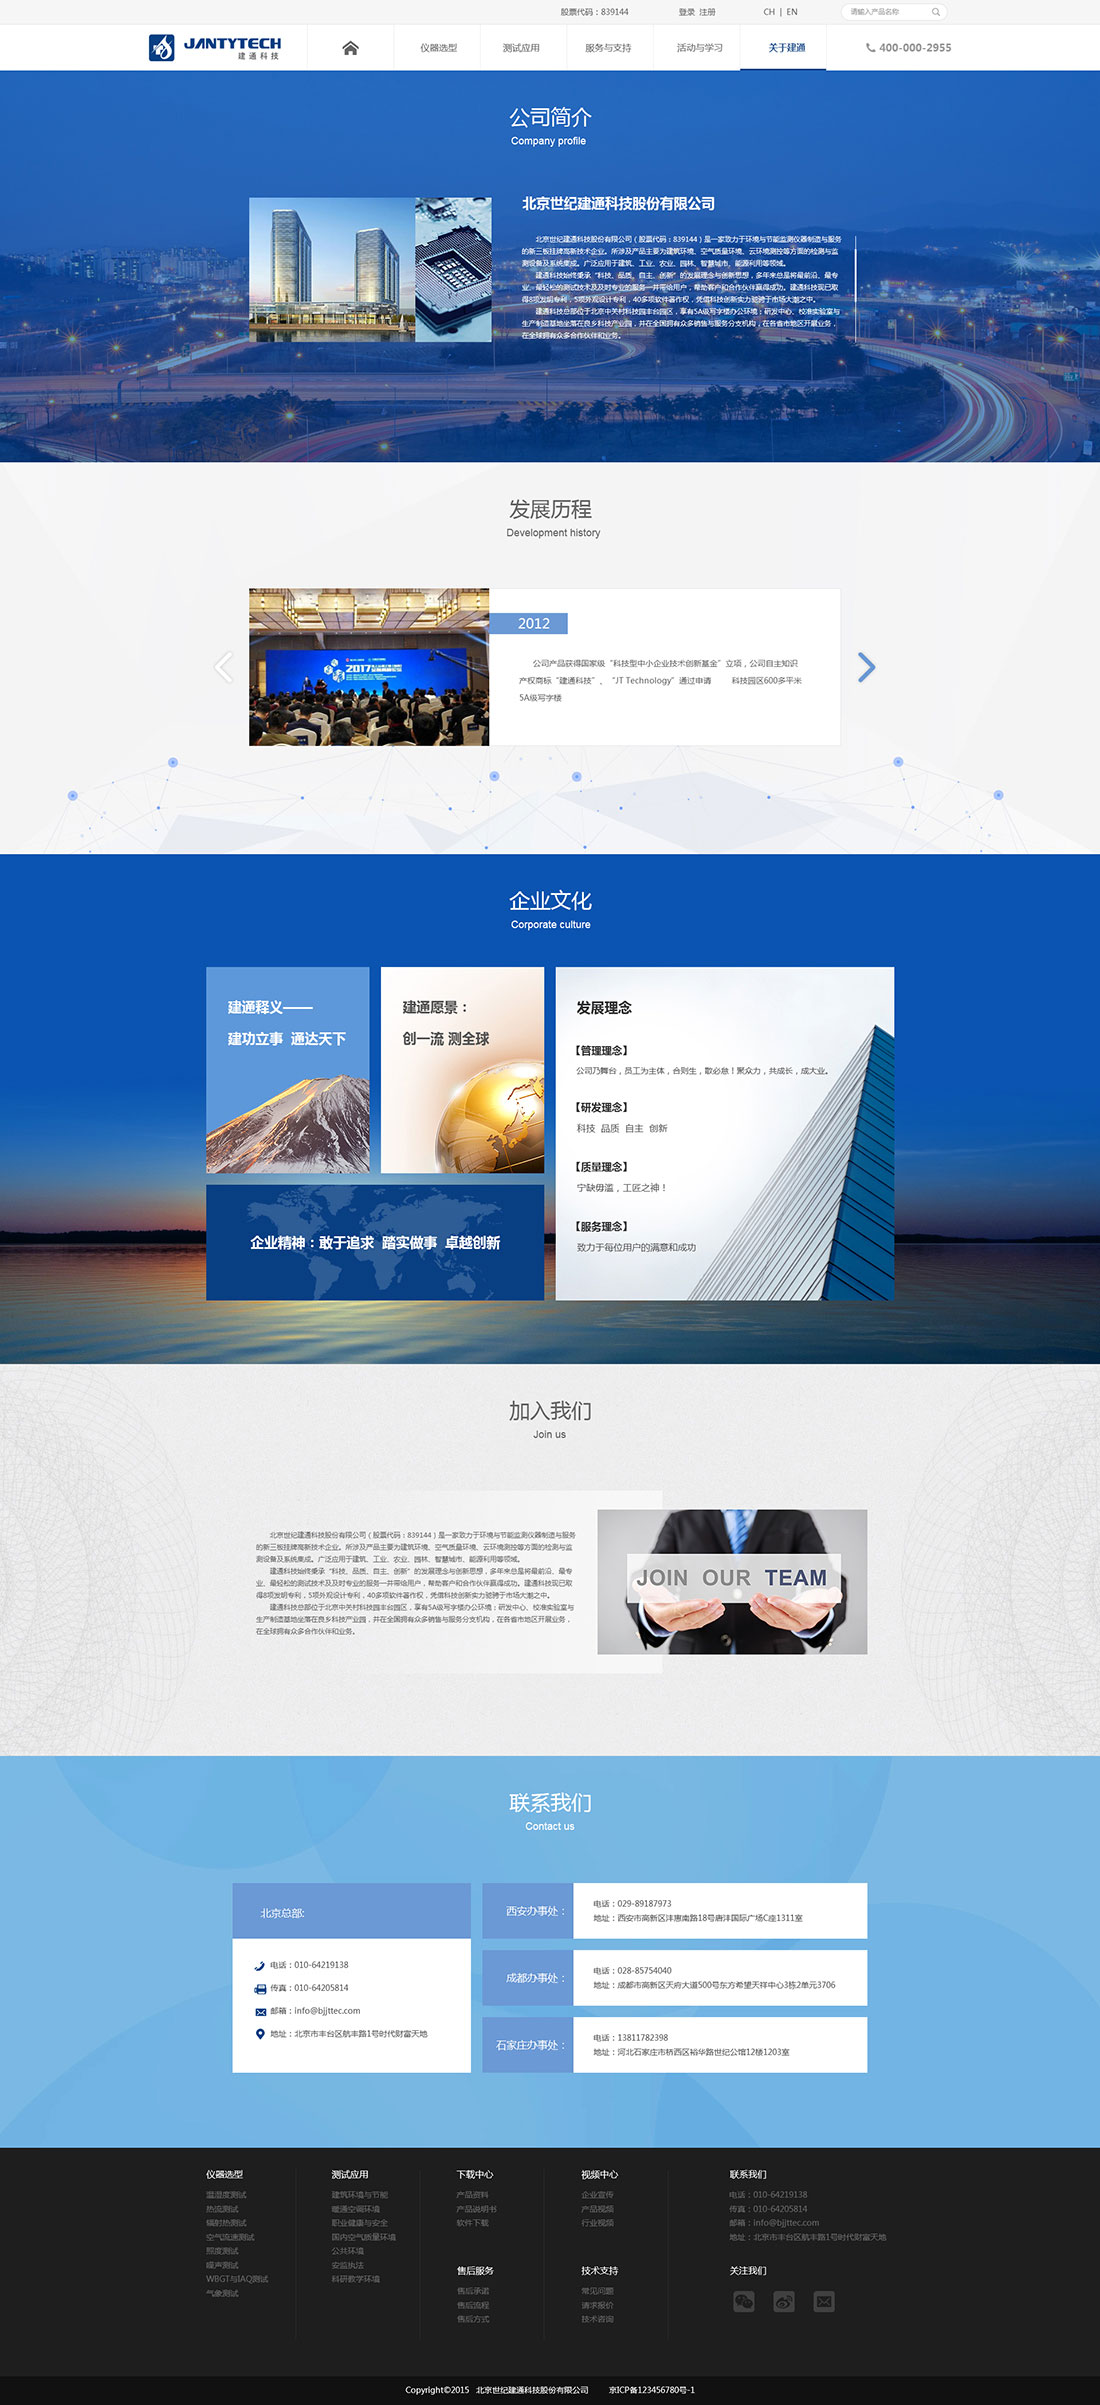 股票代码：839144
登录 注册
CH | EN
请输入产品名称
JANTYTECH
建通科技
仪器选型
测试应用
服务与支持
活动与学习
关于建通
400-000-2955
公司简介
Company profile
北京世纪建通科技股份有限公司
北京世纪建通科技股份有限公司（股票代码：839144）是一家致力于环境与节能监测仪器制造与服务
的新三板挂牌高新技术企业。所涉及产品主要为建筑环境、空气质量环境、云环境测控等方面的检测与监
测设备及系统集成。广泛应用于建筑、工业、农业、园林、智慧城市、能源利用等领域。
建通科技始终秉承“科技、品质、自主、创新”的发展理念与创新思想，多年来总是将最前沿、最专
业、最轻松的测试技术及及时专业的服务一并带给用户，帮助客户和合作伙伴赢得成功。建通科技现已取
得8项发明专利，5项外观设计专利，40多项软件著作权，凭借科技创新实力驰骋于市场大潮之中。
建通科技总部位于北京中关村科技园丰台园区，享有5A级写字楼办公环境；研发中心、校准实验室与
生产制造基地坐落在良乡科技产业园，并在全国拥有众多销售与服务分支机构，在各省市地区开展业务，
在全球拥有众多合作伙伴和业务。
发展历程
Development history
2017
2012
公司产品获得国家级“科技型中小企业技术创新基金”立项，公司自主知识
产权商标“建通科技”、“JT Technology”通过申请 科技园区600多平米
5A级写字楼
企业文化
Corporate culture
建通释义——
建功立事 通达天下
建通愿景：
创一流 测全球
企业精神：敢于追求 踏实做事 卓越创新
发展理念
【管理理念】
公司乃舞台，员工为主体，合则生，散必怠！聚众力，共成长，成大业。
【研发理念】
科技 品质 自主 创新
【质量理念】
宁缺毋滥，工匠之神！
【服务理念】
致力于每位用户的满意和成功
加入我们
Join us
北京世纪建通科技股份有限公司（股票代码：839144）是一家致力于环境与节能监测仪器制造与服务
的新三板挂牌高新技术企业。所涉及产品主要为建筑环境、空气质量环境、云环境测控等方面的检测与监
测设备及系统集成。广泛应用于建筑、工业、农业、园林、智慧城市、能源利用等领域。
建通科技始终秉承“科技、品质、自主、创新”的发展理念与创新思想，多年来总是将最前沿、最专
业、最轻松的测试技术及及时专业的服务一并带给用户，帮助客户和合作伙伴赢得成功。建通科技现已取
得8项发明专利，5项外观设计专利，40多项软件著作权，凭借科技创新实力驰骋于市场大潮之中。
建通科技总部位于北京中关村科技园丰台园区，享有5A级写字楼办公环境；研发中心、校准实验室与
生产制造基地坐落在良乡科技产业园，并在全国拥有众多销售与服务分支机构，在各省市地区开展业务，
在全球拥有众多合作伙伴和业务。
JOIN OUR TEAM
联系我们
Contact us
北京总部:
电话：010-64219138
传真：010-64205814
邮箱：info@bjjttec.com
地址：北京市丰台区航丰路1号时代财富天地
西安办事处：
电话：029-89187973
地址：西安市高新区沣惠南路18号唐沣国际广场C座1311室
成都办事处：
电话：028-85754040
地址：成都市高新区天府大道500号东方希望天祥中心3栋2单元3706
石家庄办事处：
电话：13811782398
地址：河北石家庄市桥西区裕华路世纪公馆12楼1203室
仪器选型
温湿度测试
热流测试
辐射热测试
空气流速测试
照度测试
噪声测试
WBGT与IAQ测试
气象测试
测试应用
建筑环境与节能
暖通空调环境
职业健康与安全
国内空气质量环境
公共环境
安监执法
科研教学环境
下载中心
产品资料
产品说明书
软件下载
售后服务
售后承诺
售后流程
售后方式
视频中心
企业宣传
产品视频
行业视频
技术支持
常见问题
请求报价
技术咨询
联系我们
电话：010-64219138
传真：010-64205814
邮箱：info@bjjttec.com
地址：北京市丰台区航丰路1号时代财富天地
关注我们
Copyright©2015 北京世纪建通科技股份有限公司 京ICP备123456780号-1